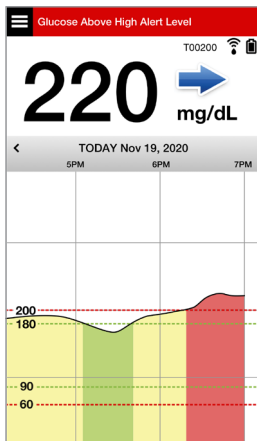 Glucose Above High Alert Level
T00200
220
mg/dL
TODAY Nov 19, 2020
5PM 6PM 7PM
200
180
90
60